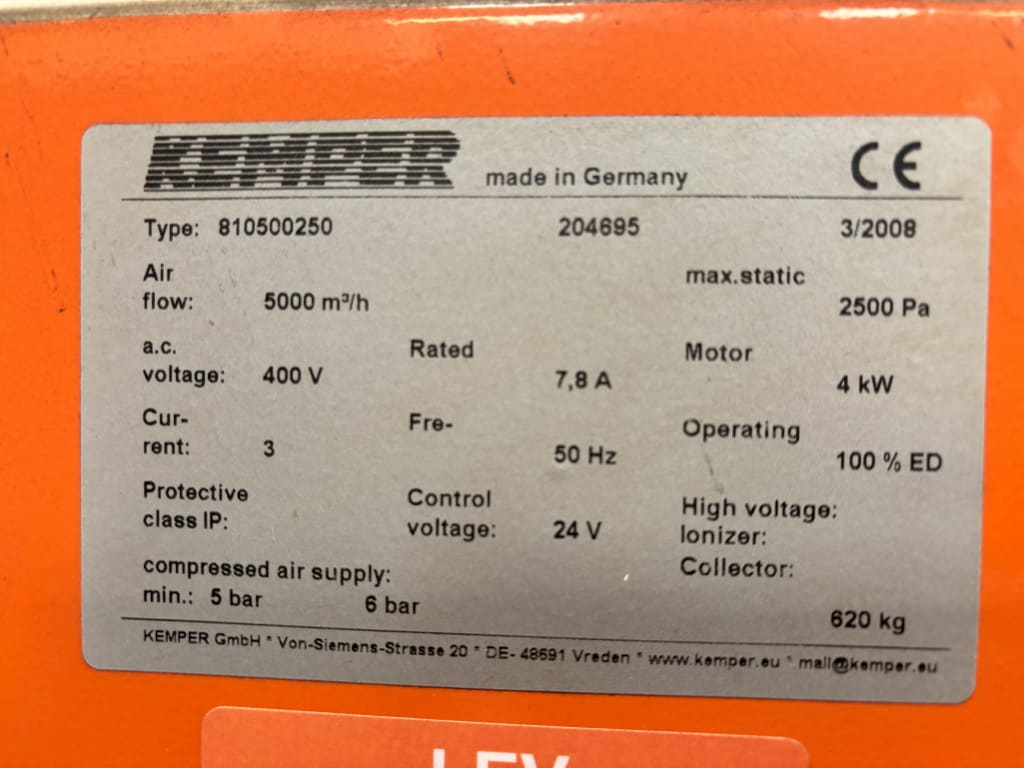 KEMPER made in Germany CE
Type: 810500250 204695 3/2008
Air
flow: 5000 m³/h
max.static
2500 Pa
a.c.
voltage: 400 V
Rated
7,8 A
Motor
4 kW
Cur-
rent: 3
Fre-
50 Hz
Operating
100 % ED
Protective
class IP:
Control
voltage: 24 V
High voltage:
Ionizer:
Collector:
compressed air supply:
min.: 5 bar 6 bar
620 kg
KEMPER GmbH * Von-Siemens-Strasse 20 * DE- 48691 Vreden * www.kemper.eu * mail@kemper.eu
LEV